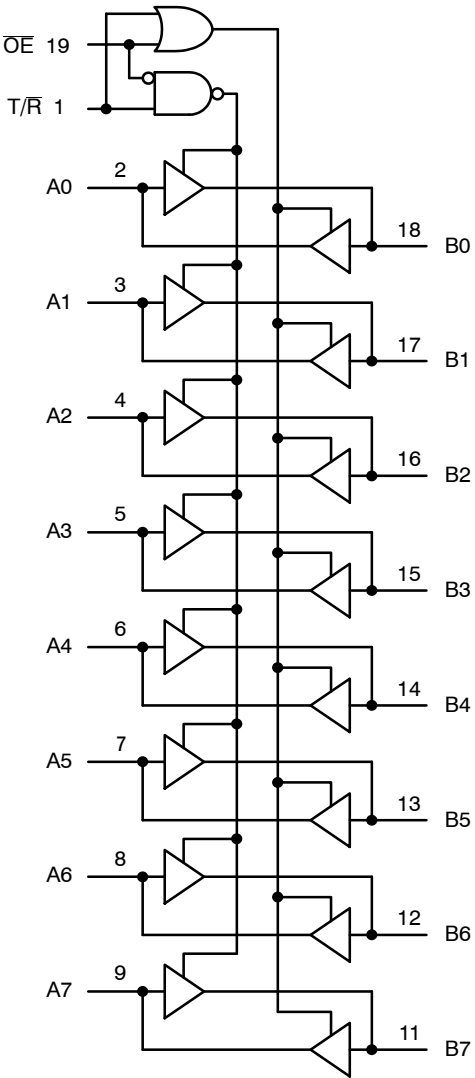 O̅E̅ 19
T/R̅ 1
A0 2
18 B0
A1 3
17 B1
A2 4
16 B2
A3 5
15 B3
A4 6
14 B4
A5 7
13 B5
A6 8
12 B6
A7 9
11 B7